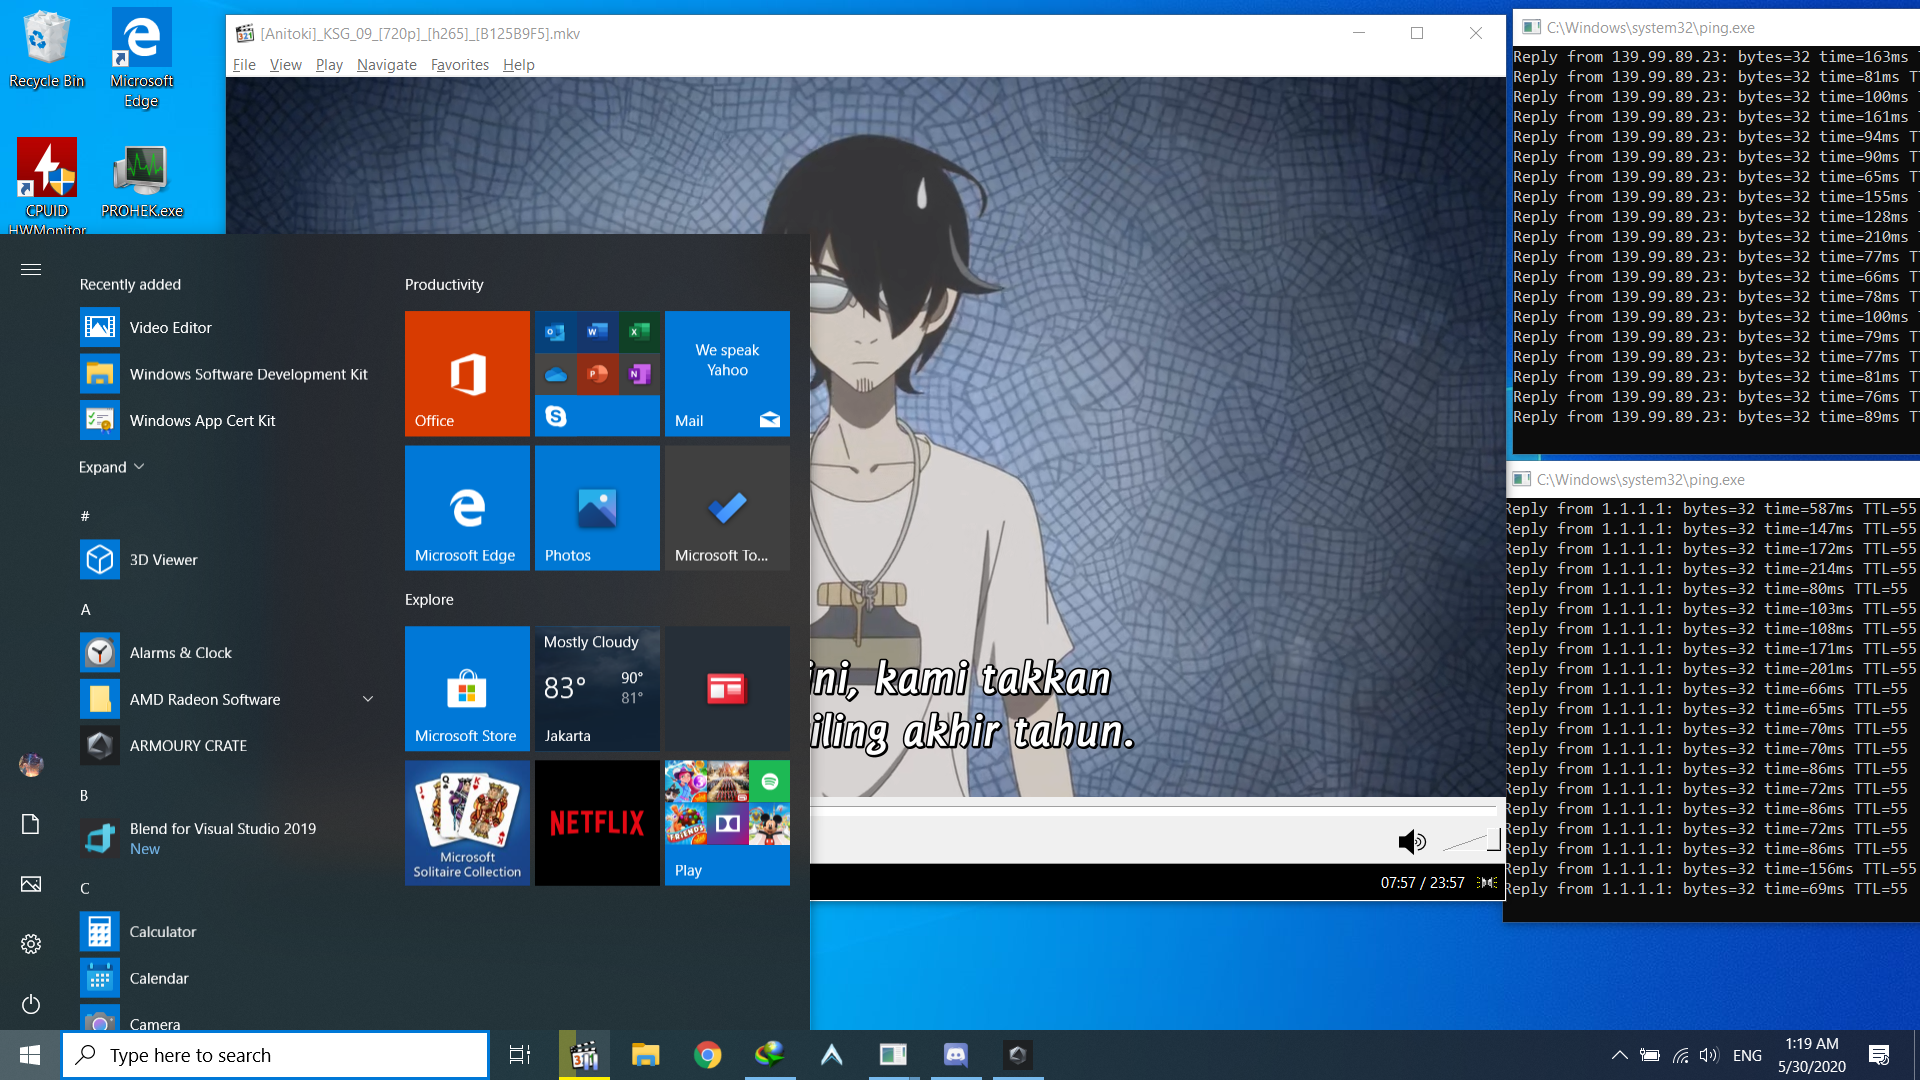 Recycle Bin
Microsoft
Edge
CPUID
HWMonitor
PROHEK.exe
[Anitoki]_KSG_09_[720p]_[h265]_[B125B9F5].mkv
File View Play Navigate Favorites Help
ini, kami takkan
iling akhir tahun.
07:57 / 23:57
C:\Windows\system32\ping.exe
Reply from 139.99.89.23: bytes=32 time=163ms
Reply from 139.99.89.23: bytes=32 time=81ms TT
Reply from 139.99.89.23: bytes=32 time=100ms
Reply from 139.99.89.23: bytes=32 time=161ms
Reply from 139.99.89.23: bytes=32 time=94ms TT
Reply from 139.99.89.23: bytes=32 time=90ms TT
Reply from 139.99.89.23: bytes=32 time=65ms TT
Reply from 139.99.89.23: bytes=32 time=155ms
Reply from 139.99.89.23: bytes=32 time=128ms
Reply from 139.99.89.23: bytes=32 time=210ms
Reply from 139.99.89.23: bytes=32 time=77ms TT
Reply from 139.99.89.23: bytes=32 time=66ms TT
Reply from 139.99.89.23: bytes=32 time=78ms TT
Reply from 139.99.89.23: bytes=32 time=100ms
Reply from 139.99.89.23: bytes=32 time=79ms TT
Reply from 139.99.89.23: bytes=32 time=77ms TT
Reply from 139.99.89.23: bytes=32 time=81ms TT
Reply from 139.99.89.23: bytes=32 time=76ms TT
Reply from 139.99.89.23: bytes=32 time=89ms TT
C:\Windows\system32\ping.exe
Reply from 1.1.1.1: bytes=32 time=587ms TTL=55
Reply from 1.1.1.1: bytes=32 time=147ms TTL=55
Reply from 1.1.1.1: bytes=32 time=172ms TTL=55
Reply from 1.1.1.1: bytes=32 time=214ms TTL=55
Reply from 1.1.1.1: bytes=32 time=80ms TTL=55
Reply from 1.1.1.1: bytes=32 time=103ms TTL=55
Reply from 1.1.1.1: bytes=32 time=108ms TTL=55
Reply from 1.1.1.1: bytes=32 time=171ms TTL=55
Reply from 1.1.1.1: bytes=32 time=201ms TTL=55
Reply from 1.1.1.1: bytes=32 time=66ms TTL=55
Reply from 1.1.1.1: bytes=32 time=65ms TTL=55
Reply from 1.1.1.1: bytes=32 time=70ms TTL=55
Reply from 1.1.1.1: bytes=32 time=70ms TTL=55
Reply from 1.1.1.1: bytes=32 time=86ms TTL=55
Reply from 1.1.1.1: bytes=32 time=72ms TTL=55
Reply from 1.1.1.1: bytes=32 time=86ms TTL=55
Reply from 1.1.1.1: bytes=32 time=72ms TTL=55
Reply from 1.1.1.1: bytes=32 time=86ms TTL=55
Reply from 1.1.1.1: bytes=32 time=156ms TTL=55
Reply from 1.1.1.1: bytes=32 time=69ms TTL=55
Recently added
Video Editor
Windows Software Development Kit
Windows App Cert Kit
Expand
#
3D Viewer
A
Alarms & Clock
AMD Radeon Software
ARMOURY CRATE
B
Blend for Visual Studio 2019
New
C
Calculator
Calendar
Camera
Productivity
Office
We speak
Yahoo
Mail
Microsoft Edge
Photos
Microsoft To...
Explore
Microsoft Store
Mostly Cloudy
83°
90°
81°
Jakarta
Microsoft
Solitaire Collection
NETFLIX
Play
Type here to search
ENG
1:19 AM
5/30/2020